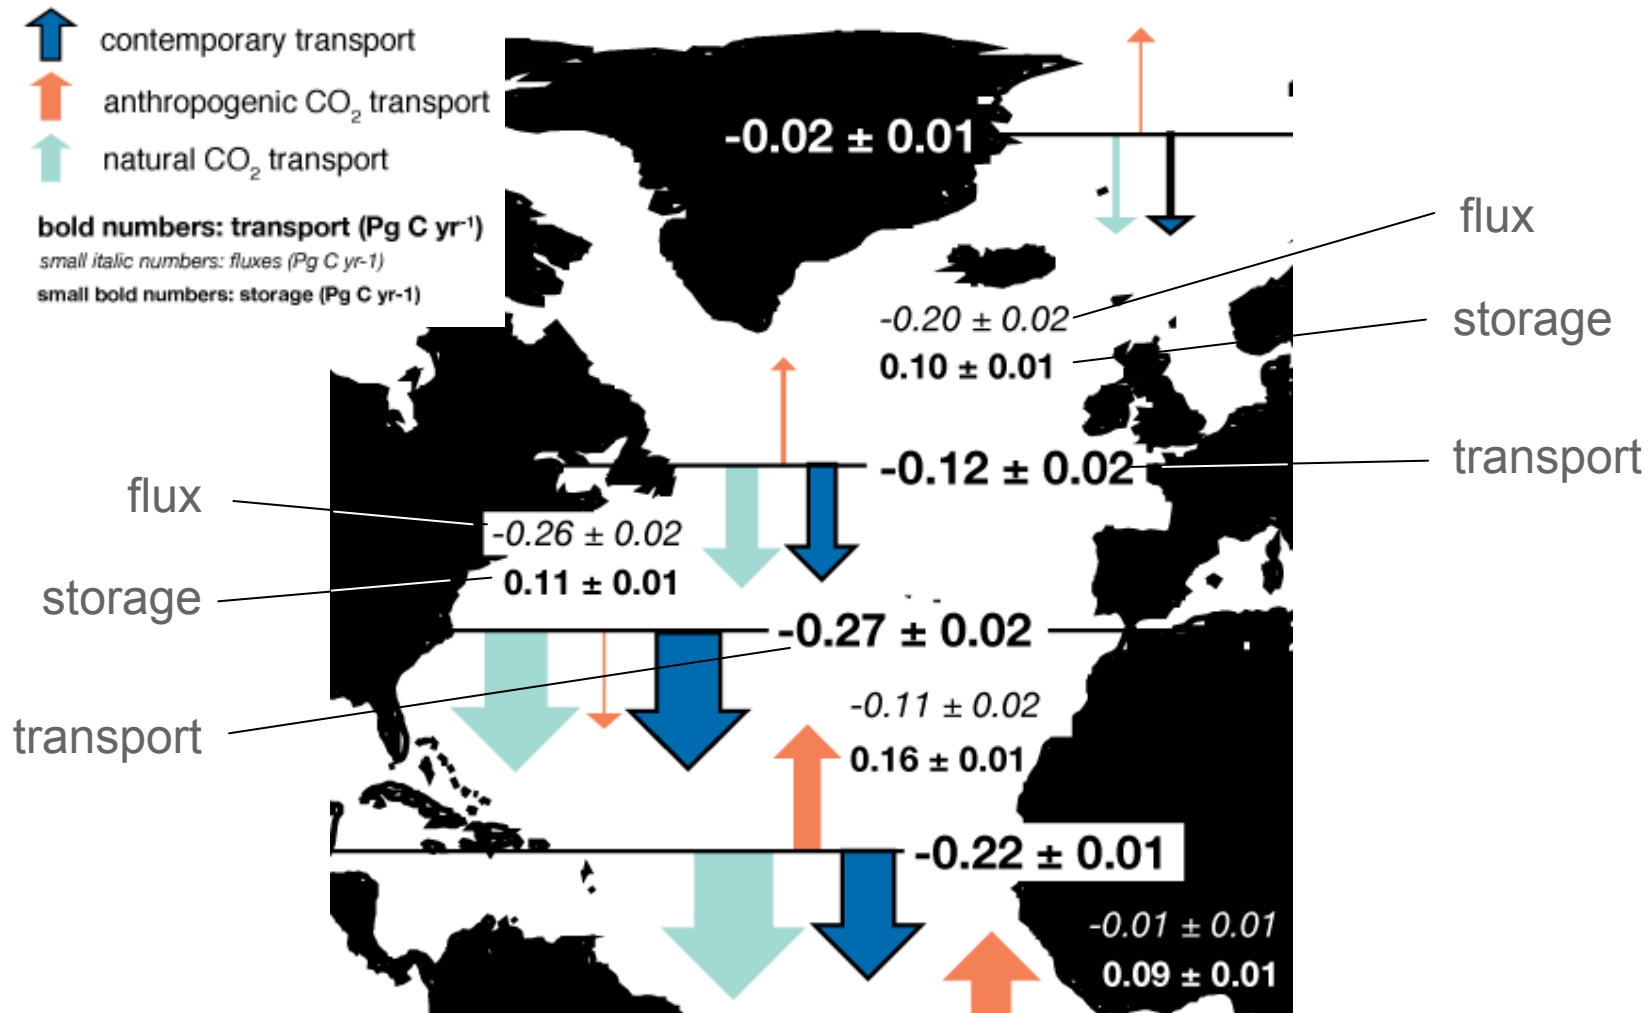 contemporary transport
anthropogenic CO₂ transport
natural CO₂ transport
bold numbers: transport (Pg C yr⁻¹)
small italic numbers: fluxes (Pg C yr-1)
small bold numbers: storage (Pg C yr-1)
-0.02 ± 0.01
flux
-0.20 ± 0.02
storage
0.10 ± 0.01
-0.12 ± 0.02
transport
flux
-0.26 ± 0.02
storage
0.11 ± 0.01
-0.27 ± 0.02
transport
-0.11 ± 0.02
0.16 ± 0.01
-0.22 ± 0.01
-0.01 ± 0.01
0.09 ± 0.01